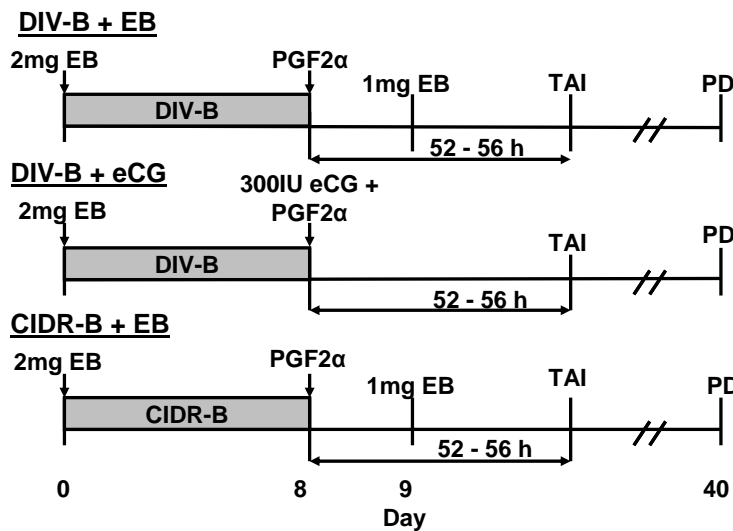 DIV-B + EB
2mg EB PGF2α 1mg EB TAI PD
DIV-B
52 - 56 h
DIV-B + eCG
300IU eCG +
2mg EB PGF2α TAI PD
DIV-B
52 - 56 h
CIDR-B + EB
2mg EB PGF2α 1mg EB TAI PD
CIDR-B
52 - 56 h
0 8 9 40
Day